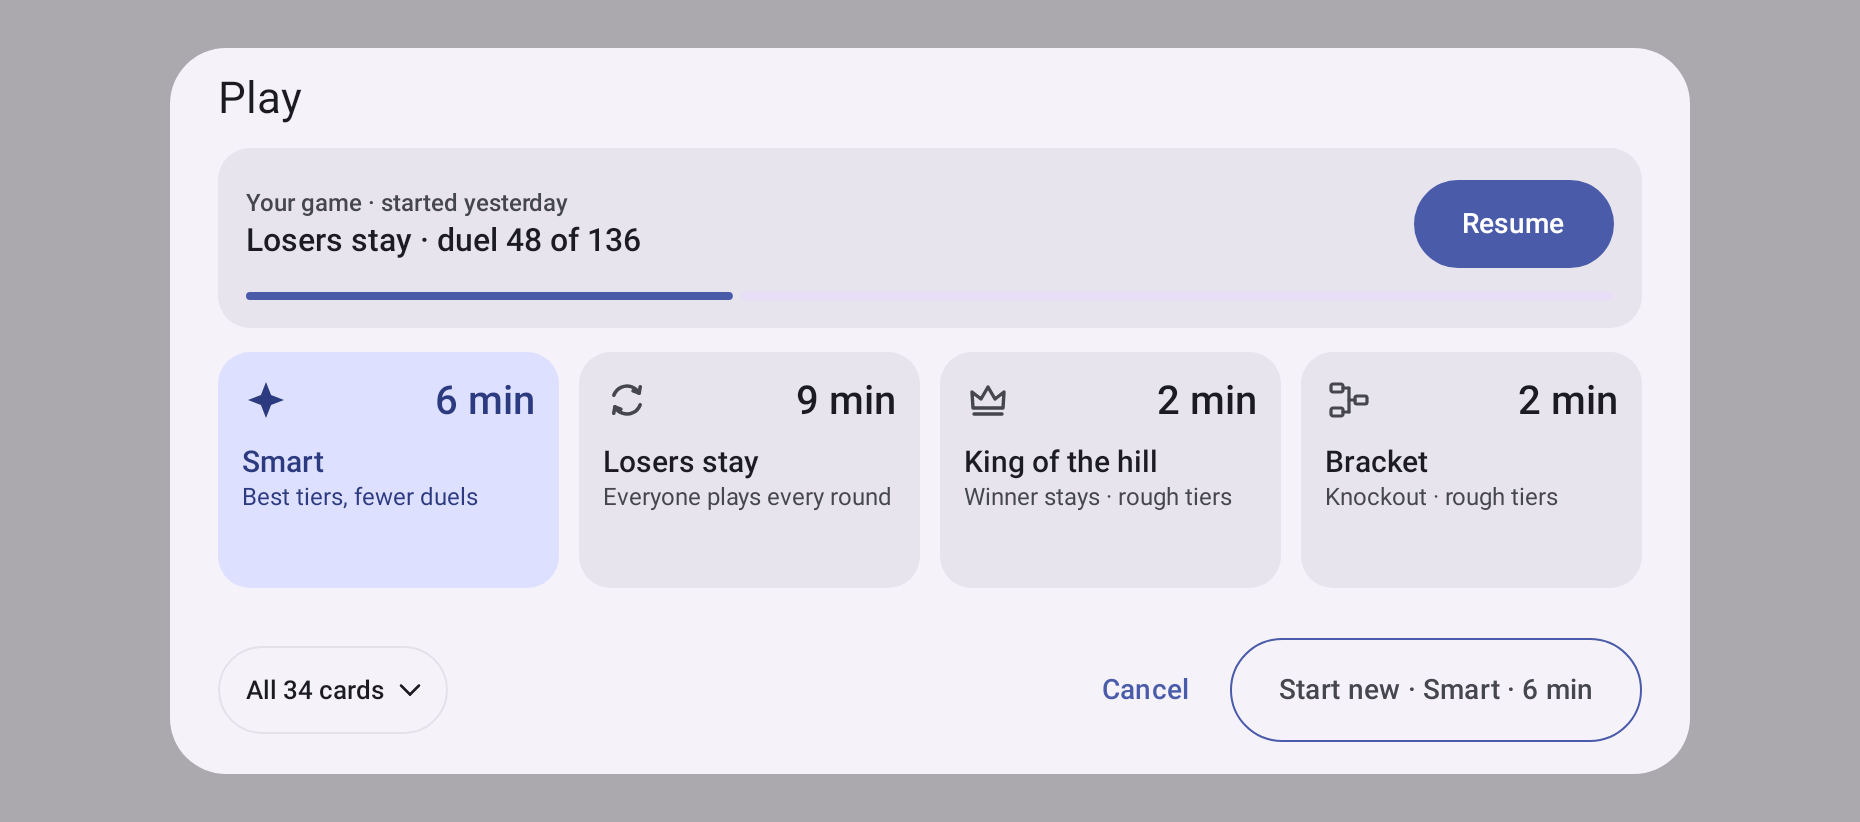 Play
Your game · started yesterday
Losers stay · duel 48 of 136
Resume
6 min
Smart
Best tiers, fewer duels
9 min
Losers stay
Everyone plays every round
2 min
King of the hill
Winner stays · rough tiers
2 min
Bracket
Knockout · rough tiers
All 34 cards
Cancel
Start new · Smart · 6 min